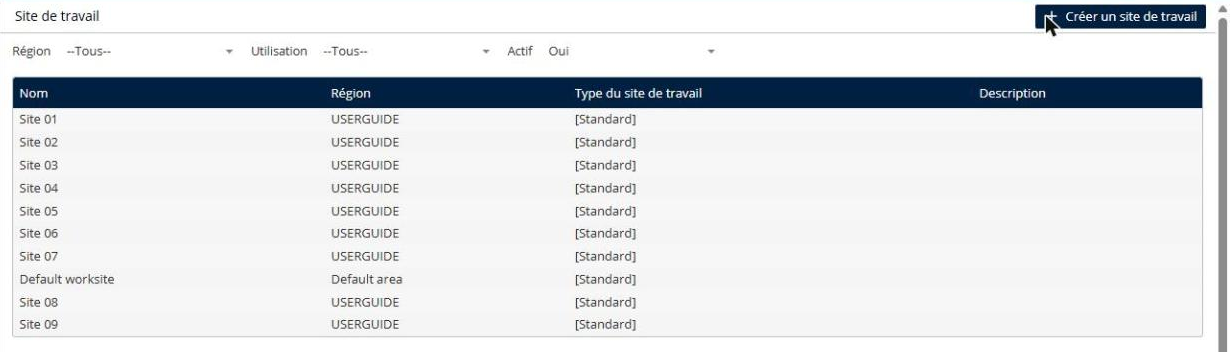 Site de travail + Créer un site de travail
Région --Tous-- Utilisation --Tous-- Actif Oui
Nom Région Type du site de travail Description
Site 01 USERGUIDE [Standard]
Site 02 USERGUIDE [Standard]
Site 03 USERGUIDE [Standard]
Site 04 USERGUIDE [Standard]
Site 05 USERGUIDE [Standard]
Site 06 USERGUIDE [Standard]
Site 07 USERGUIDE [Standard]
Default worksite Default area [Standard]
Site 08 USERGUIDE [Standard]
Site 09 USERGUIDE [Standard]